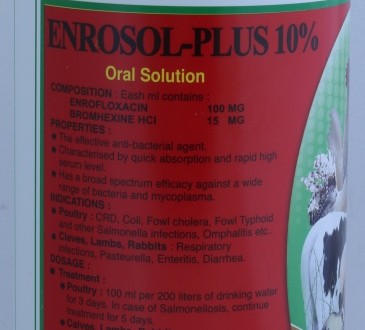 ENROSOL-PLUS 10%
Oral Solution
COMPOSITION : Eash ml contains :
ENROFLOXACIN 100 MG
BROMHEXINE HCl 15 MG
PROPERTIES :
• The effective anti-bacterial agent.
• Characterised by quick absorption and rapid high
serum level.
• Has a broad spectrum efficacy against a wide
range of bacteria and mycoplasma.
INDICATIONS :
• Poultry : CRD, Coli, Fowl cholera, Fowl Typhoid
and other Salmonella infections, Omphalitis etc..
• Cleves, Lambs, Rabbits : Respiratory
infections, Pasteurella, Enteritis, Diarrhea.
DOSAGE :
• Treatment :
• Poultry : 100 ml per 200 liters of drinking water
for 3 days. In case of Salmonellosis, continue
treatment for 5 days.
• Calves, Lambs,